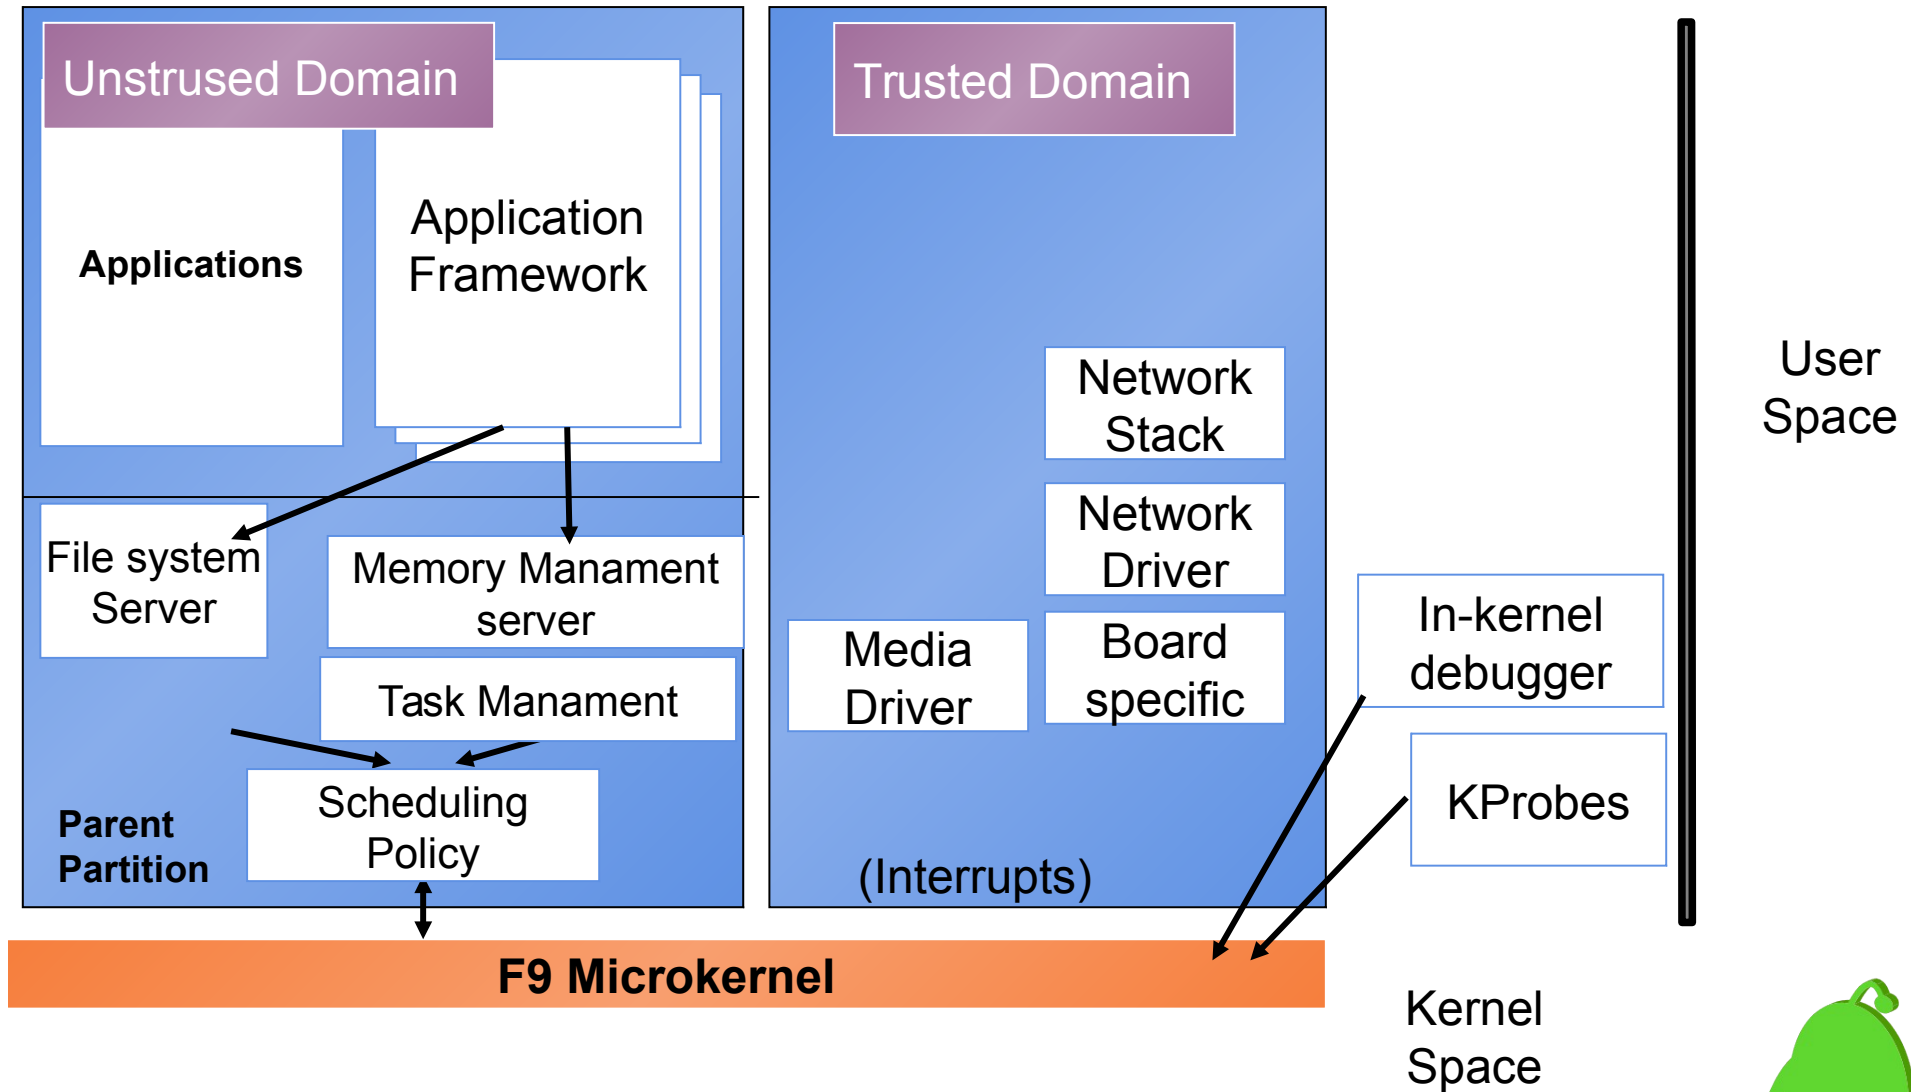 Unstrused Domain
Applications
Application
Framework
File system
Server
Memory Manament
server
Task Manament
Scheduling
Policy
Parent
Partition
Trusted Domain
Network
Stack
Network
Driver
Media
Driver
Board
specific
(Interrupts)
In-kernel
debugger
KProbes
User
Space
F9 Microkernel
Kernel
Space